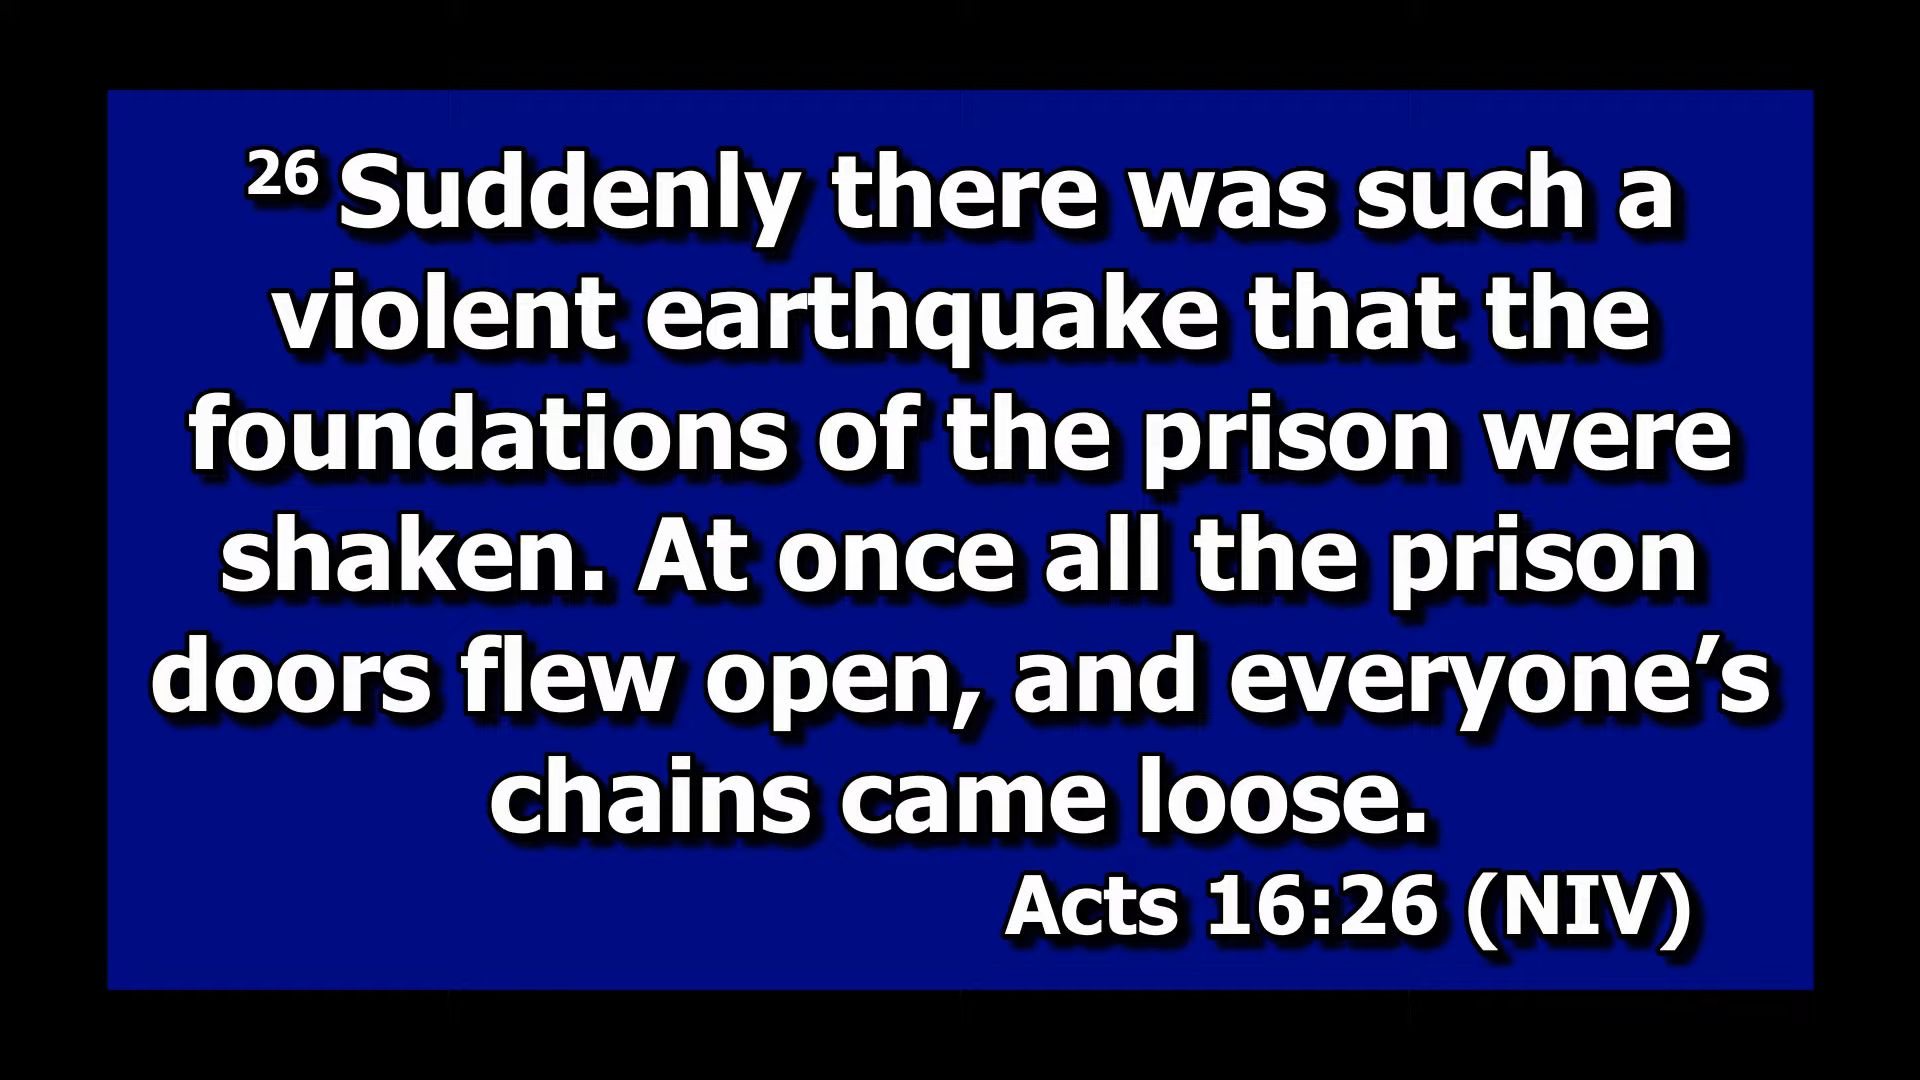 26 Suddenly there was such a
violent earthquake that the
foundations of the prison were
shaken. At once all the prison
doors flew open, and everyone’s
chains came loose.
Acts 16:26 (NIV)